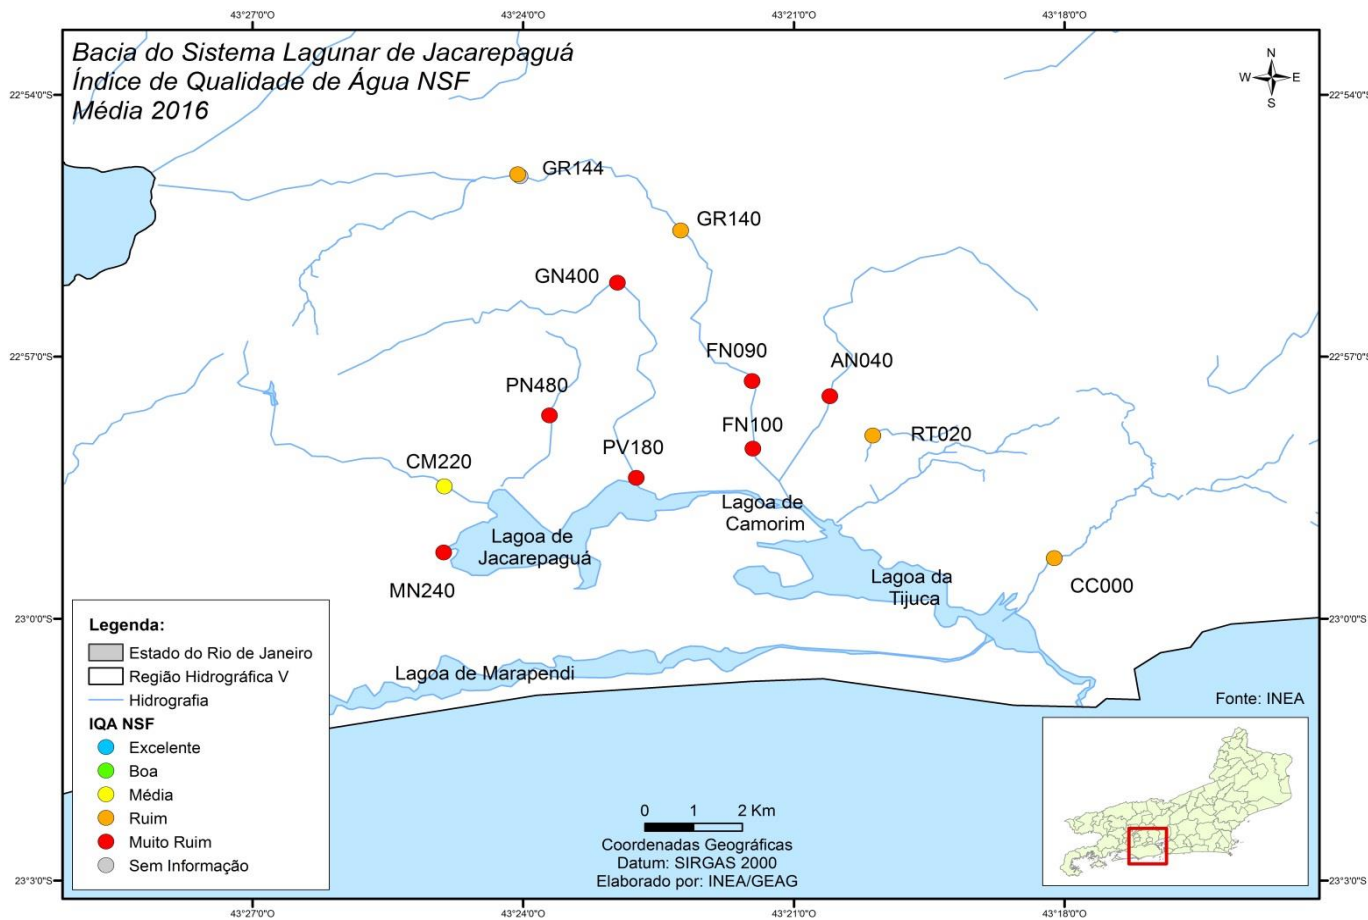 43°27'0"W
43°24'0"W
43°21'0"W
43°18'0"W
Bacia do Sistema Lagunar de Jacarepaguá
Índice de Qualidade de Água NSF
Média 2016
N
W
E
S
22°54'0"S
22°54'0"S
GR144
GR140
GN400
22°57'0"S
22°57'0"S
FN090
AN040
PN480
FN100
RT020
PV180
CM220
Lagoa de
Camorim
Lagoa de
Jacarepaguá
Lagoa da
Tijuca
MN240
CC000
23°0'0"S
23°0'0"S
Lagoa de Marapendi
Fonte: INEA
Legenda:
Estado do Rio de Janeiro
Região Hidrográfica V
Hidrografia
IQA NSF
Excelente
Boa
Média
Ruim
Muito Ruim
Sem Informação
0 1 2 Km
Coordenadas Geográficas
Datum: SIRGAS 2000
Elaborado por: INEA/GEAG
23°3'0"S
23°3'0"S
43°27'0"W
43°24'0"W
43°21'0"W
43°18'0"W